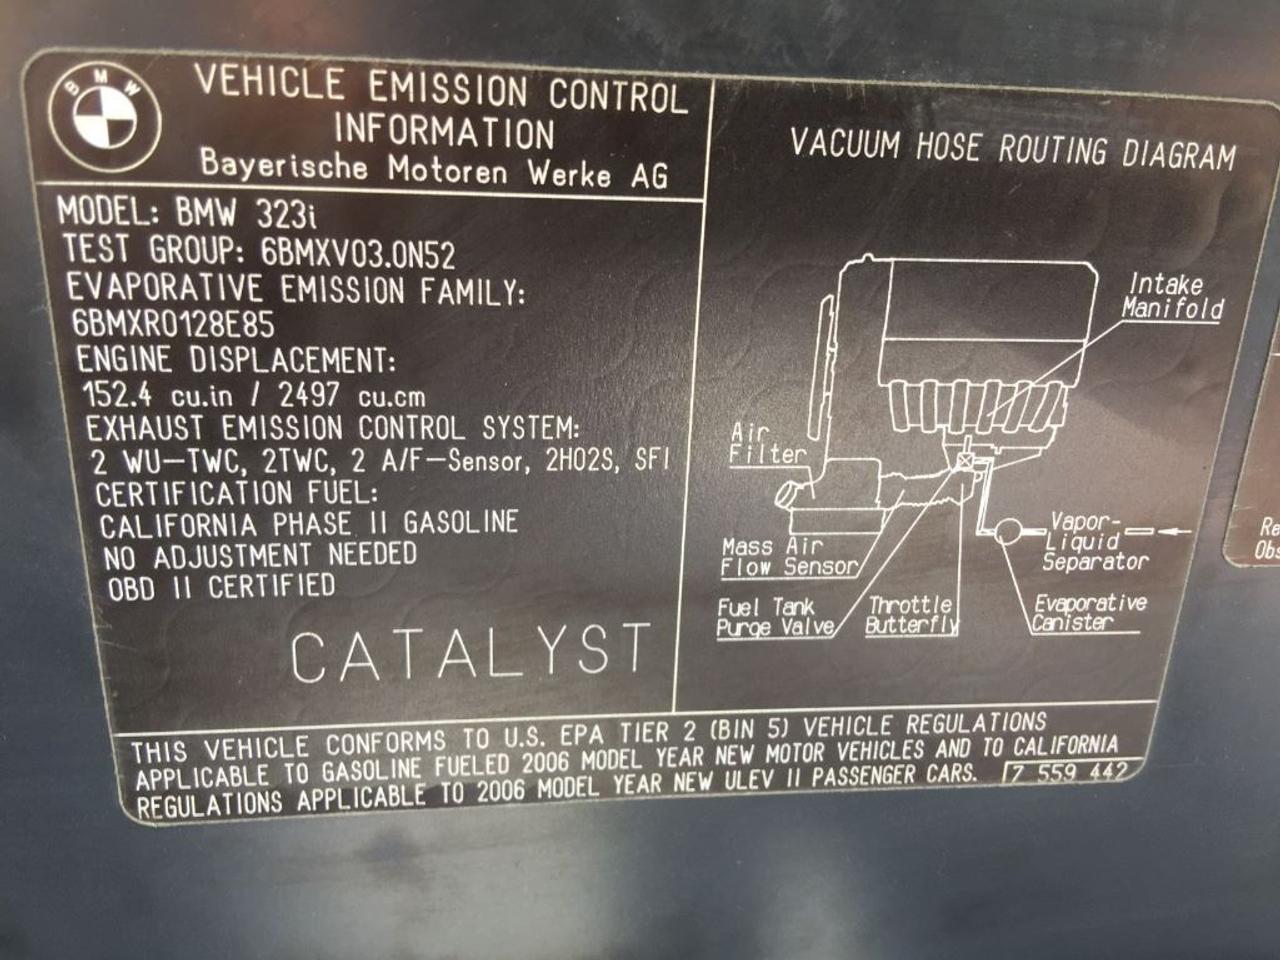 BMW
VEHICLE EMISSION CONTROL
INFORMATION
Bayerische Motoren Werke AG
MODEL: BMW 323i
TEST GROUP: 6BMXV03.0N52
EVAPORATIVE EMISSION FAMILY:
6BMXR0128E85
ENGINE DISPLACEMENT:
152.4 cu.in / 2497 cu.cm
EXHAUST EMISSION CONTROL SYSTEM:
2 WU-TWC, 2TWC, 2 A/F-Sensor, 2HO2S, SFI
CERTIFICATION FUEL:
CALIFORNIA PHASE II GASOLINE
NO ADJUSTMENT NEEDED
OBD II CERTIFIED
CATALYST
VACUUM HOSE ROUTING DIAGRAM
Intake
Manifold
Air
Filter
Mass Air
Flow Sensor
Vapor-
Liquid
Separator
Fuel Tank
Purge Valve
Throttle
Butterfly
Evaporative
Canister
THIS VEHICLE CONFORMS TO U.S. EPA TIER 2 (BIN 5) VEHICLE REGULATIONS
APPLICABLE TO GASOLINE FUELED 2006 MODEL YEAR NEW MOTOR VEHICLES AND TO CALIFORNIA
REGULATIONS APPLICABLE TO 2006 MODEL YEAR NEW ULEV II PASSENGER CARS. 7 559 442